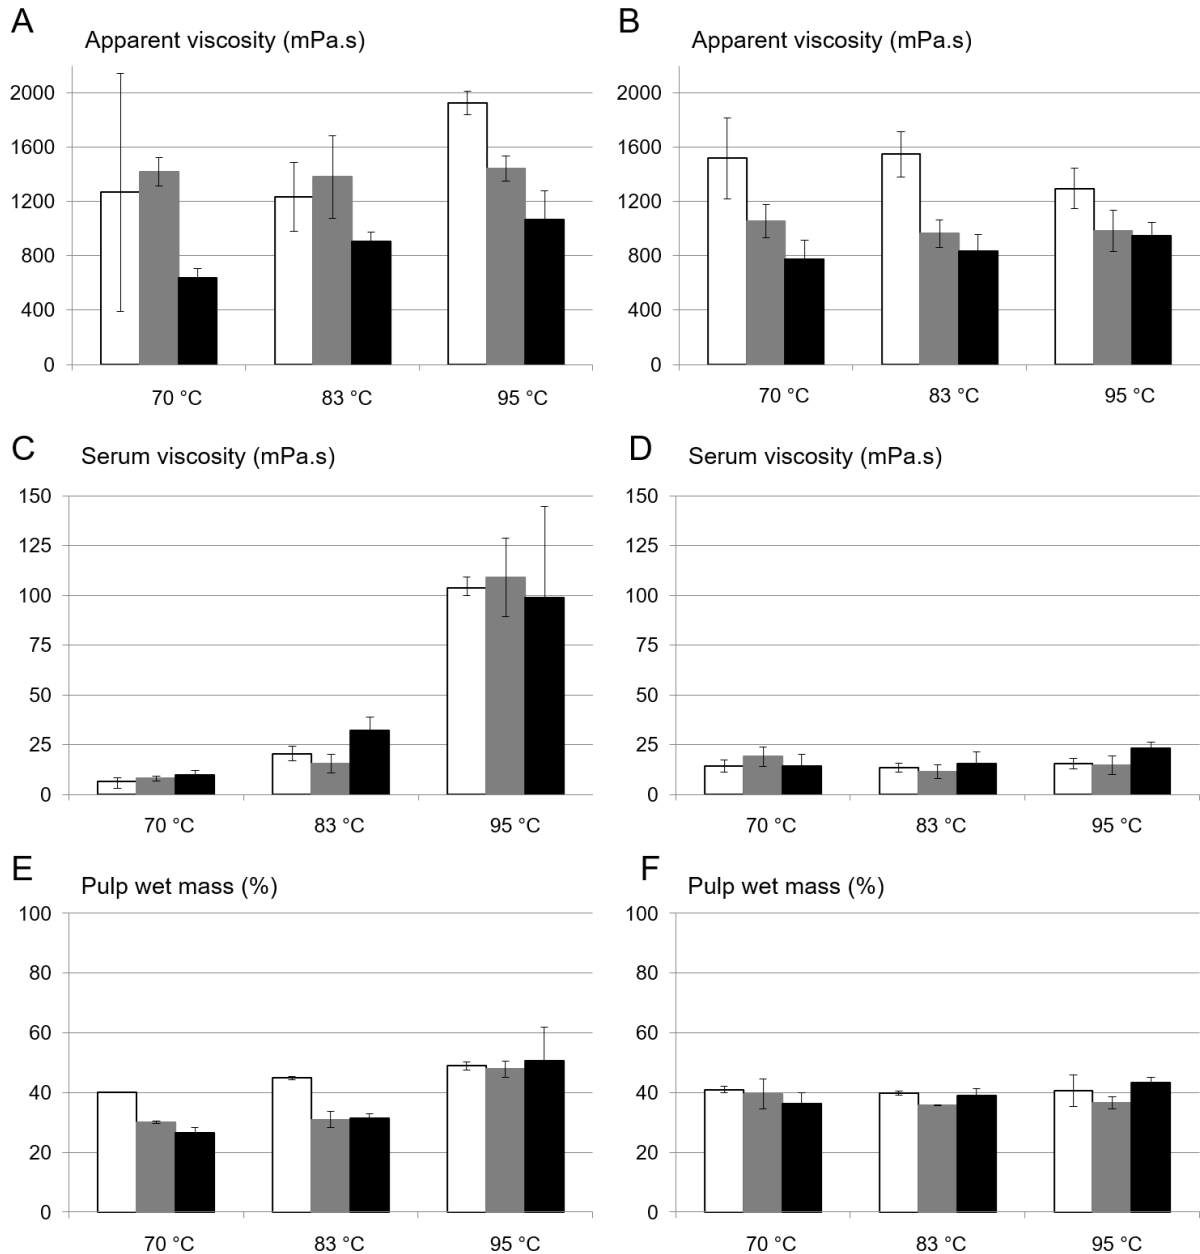 A
Apparent viscosity (mPa.s)
2000
1600
1200
800
400
0
70 °C
83 °C
95 °C
B
Apparent viscosity (mPa.s)
2000
1600
1200
800
400
0
70 °C
83 °C
95 °C
C
Serum viscosity (mPa.s)
150
125
100
75
50
25
0
70 °C
83 °C
95 °C
D
Serum viscosity (mPa.s)
150
125
100
75
50
25
0
70 °C
83 °C
95 °C
E
Pulp wet mass (%)
100
80
60
40
20
0
70 °C
83 °C
95 °C
F
Pulp wet mass (%)
100
80
60
40
20
0
70 °C
83 °C
95 °C